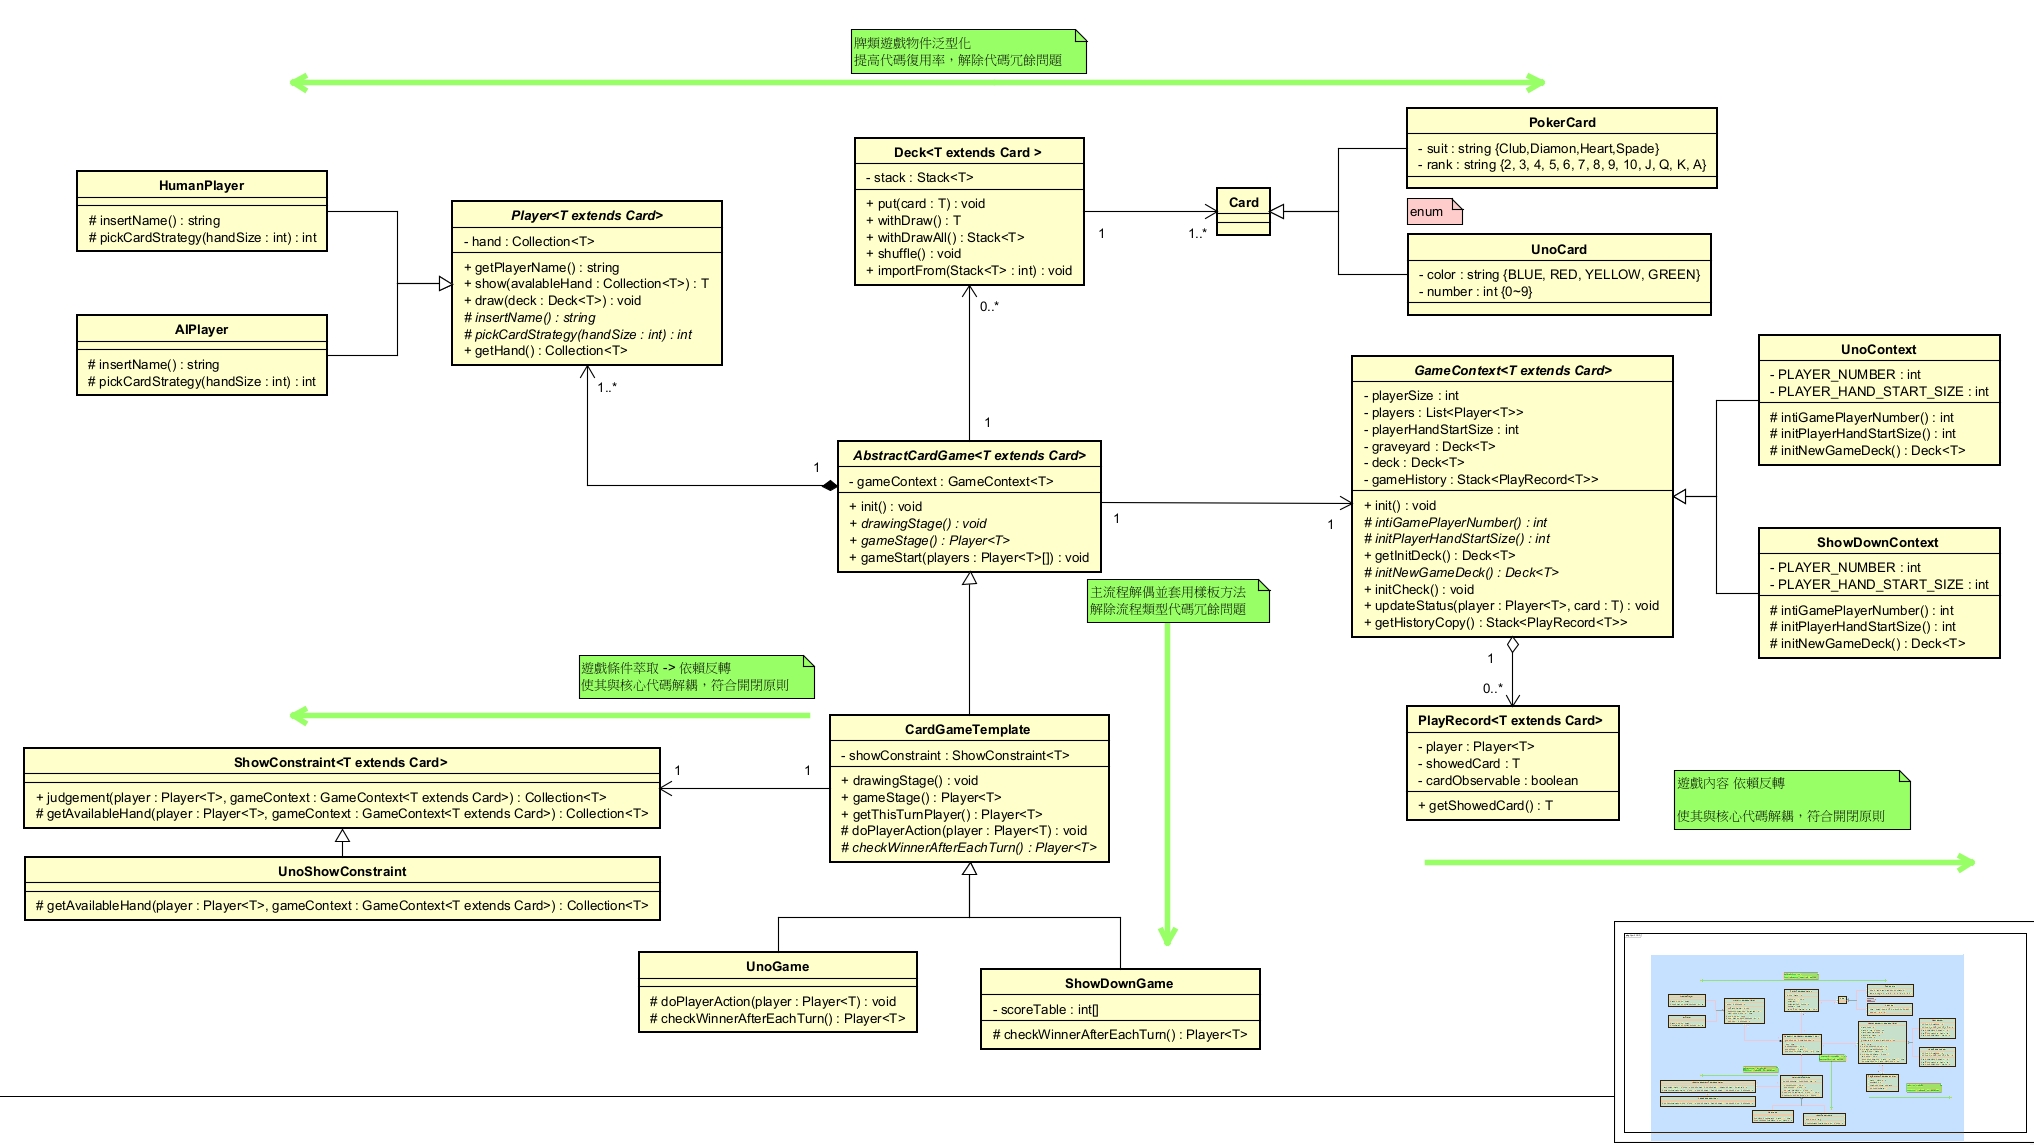 牌類遊戲物件泛型化
提高代碼復用率，解除代碼冗餘問題
HumanPlayer
# insertName() : string
# pickCardStrategy(handSize : int) : int
AIPlayer
# insertName() : string
# pickCardStrategy(handSize : int) : int
Player<T extends Card>
- hand : Collection<T>
+ getPlayerName() : string
+ show(avalableHand : Collection<T>) : T
+ draw(deck : Deck<T>) : void
# insertName() : string
# pickCardStrategy(handSize : int) : int
+ getHand() : Collection<T>
1..*
Deck<T extends Card >
- stack : Stack<T>
+ put(card : T) : void
+ withDraw() : T
+ withDrawAll() : Stack<T>
+ shuffle() : void
+ importFrom(Stack<T> : int) : void
0..*
1
1
1..*
Card
PokerCard
- suit : string {Club,Diamon,Heart,Spade}
- rank : string {2, 3, 4, 5, 6, 7, 8, 9, 10, J, Q, K, A}
enum
UnoCard
- color : string {BLUE, RED, YELLOW, GREEN}
- number : int {0~9}
1
AbstractCardGame<T extends Card>
- gameContext : GameContext<T>
+ init() : void
+ drawingStage() : void
+ gameStage() : Player<T>
+ gameStart(players : Player<T>[]) : void
1
1
GameContext<T extends Card>
- playerSize : int
- players : List<Player<T>>
- playerHandStartSize : int
- graveyard : Deck<T>
- deck : Deck<T>
- gameHistory : Stack<PlayRecord<T>>
+ init() : void
# intiGamePlayerNumber() : int
# initPlayerHandStartSize() : int
+ getInitDeck() : Deck<T>
# initNewGameDeck() : Deck<T>
+ initCheck() : void
+ updateStatus(player : Player<T>, card : T) : void
+ getHistoryCopy() : Stack<PlayRecord<T>>
UnoContext
- PLAYER_NUMBER : int
- PLAYER_HAND_START_SIZE : int
# intiGamePlayerNumber() : int
# initPlayerHandStartSize() : int
# initNewGameDeck() : Deck<T>
ShowDownContext
- PLAYER_NUMBER : int
- PLAYER_HAND_START_SIZE : int
# intiGamePlayerNumber() : int
# initPlayerHandStartSize() : int
# initNewGameDeck() : Deck<T>
主流程解偶並套用樣板方法
解除流程類型代碼冗餘問題
1
0..*
PlayRecord<T extends Card>
- player : Player<T>
- showedCard : T
- cardObservable : boolean
+ getShowedCard() : T
遊戲內容 依賴反轉
使其與核心代碼解耦，符合開閉原則
遊戲條件萃取 -> 依賴反轉
使其與核心代碼解耦，符合開閉原則
ShowConstraint<T extends Card>
+ judgement(player : Player<T>, gameContext : GameContext<T extends Card>) : Collection<T>
# getAvailableHand(player : Player<T>, gameContext : GameContext<T extends Card>) : Collection<T>
1
1
UnoShowConstraint
# getAvailableHand(player : Player<T>, gameContext : GameContext<T extends Card>) : Collection<T>
CardGameTemplate
- showConstraint : ShowConstraint<T>
+ drawingStage() : void
+ gameStage() : Player<T>
+ getThisTurnPlayer() : Player<T>
# doPlayerAction(player : Player<T) : void
# checkWinnerAfterEachTurn() : Player<T>
UnoGame
# doPlayerAction(player : Player<T) : void
# checkWinnerAfterEachTurn() : Player<T>
ShowDownGame
- scoreTable : int[]
# checkWinnerAfterEachTurn() : Player<T>